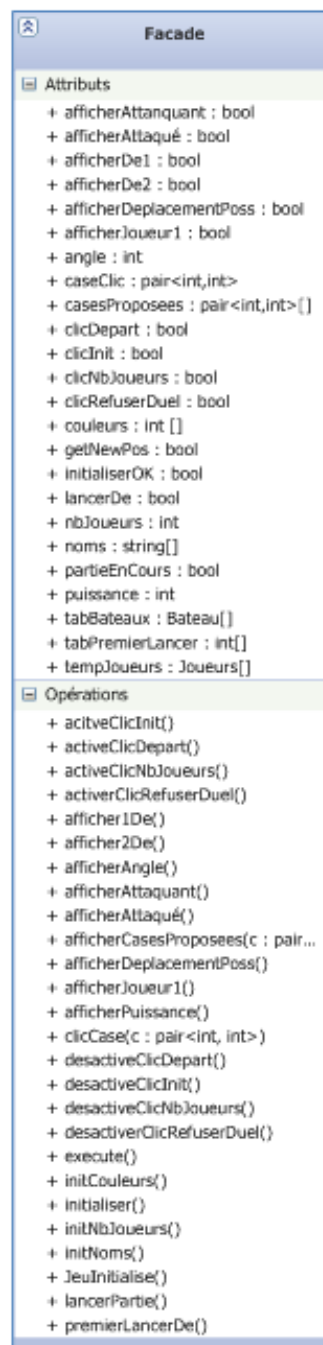 Facade
Attributs
+ afficherAttanquant : bool
+ afficherAttaqué : bool
+ afficherDe1 : bool
+ afficherDe2 : bool
+ afficherDeplacementPoss : bool
+ afficherJoueur1 : bool
+ angle : int
+ caseClic : pair<int,int>
+ casesProposees : pair<int,int>[]
+ clicDepart : bool
+ clicInit : bool
+ clicNbJoueurs : bool
+ clicRefuserDuel : bool
+ couleurs : int []
+ getNewPos : bool
+ initialiserOK : bool
+ lancerDe : bool
+ nbJoueurs : int
+ noms : string[]
+ partieEnCours : bool
+ puissance : int
+ tabBateaux : Bateau[]
+ tabPremierLancer : int[]
+ tempJoueurs : Joueurs[]
Opérations
+ acitveClicInit()
+ activeClicDepart()
+ activeClicNbJoueurs()
+ activerClicRefuserDuel()
+ afficher1De()
+ afficher2De()
+ afficherAngle()
+ afficherAttaquant()
+ afficherAttaqué()
+ afficherCasesProposees(c : pair...
+ afficherDeplacementPoss()
+ afficherJoueur1()
+ afficherPuissance()
+ clicCase(c : pair<int, int>)
+ desactiveClicDepart()
+ desactiveClicInit()
+ desactiveClicNbJoueurs()
+ desactiverClicRefuserDuel()
+ execute()
+ initCouleurs()
+ initialiser()
+ initNbJoueurs()
+ initNoms()
+ JeuInitialise()
+ lancerPartie()
+ premierLancerDe()